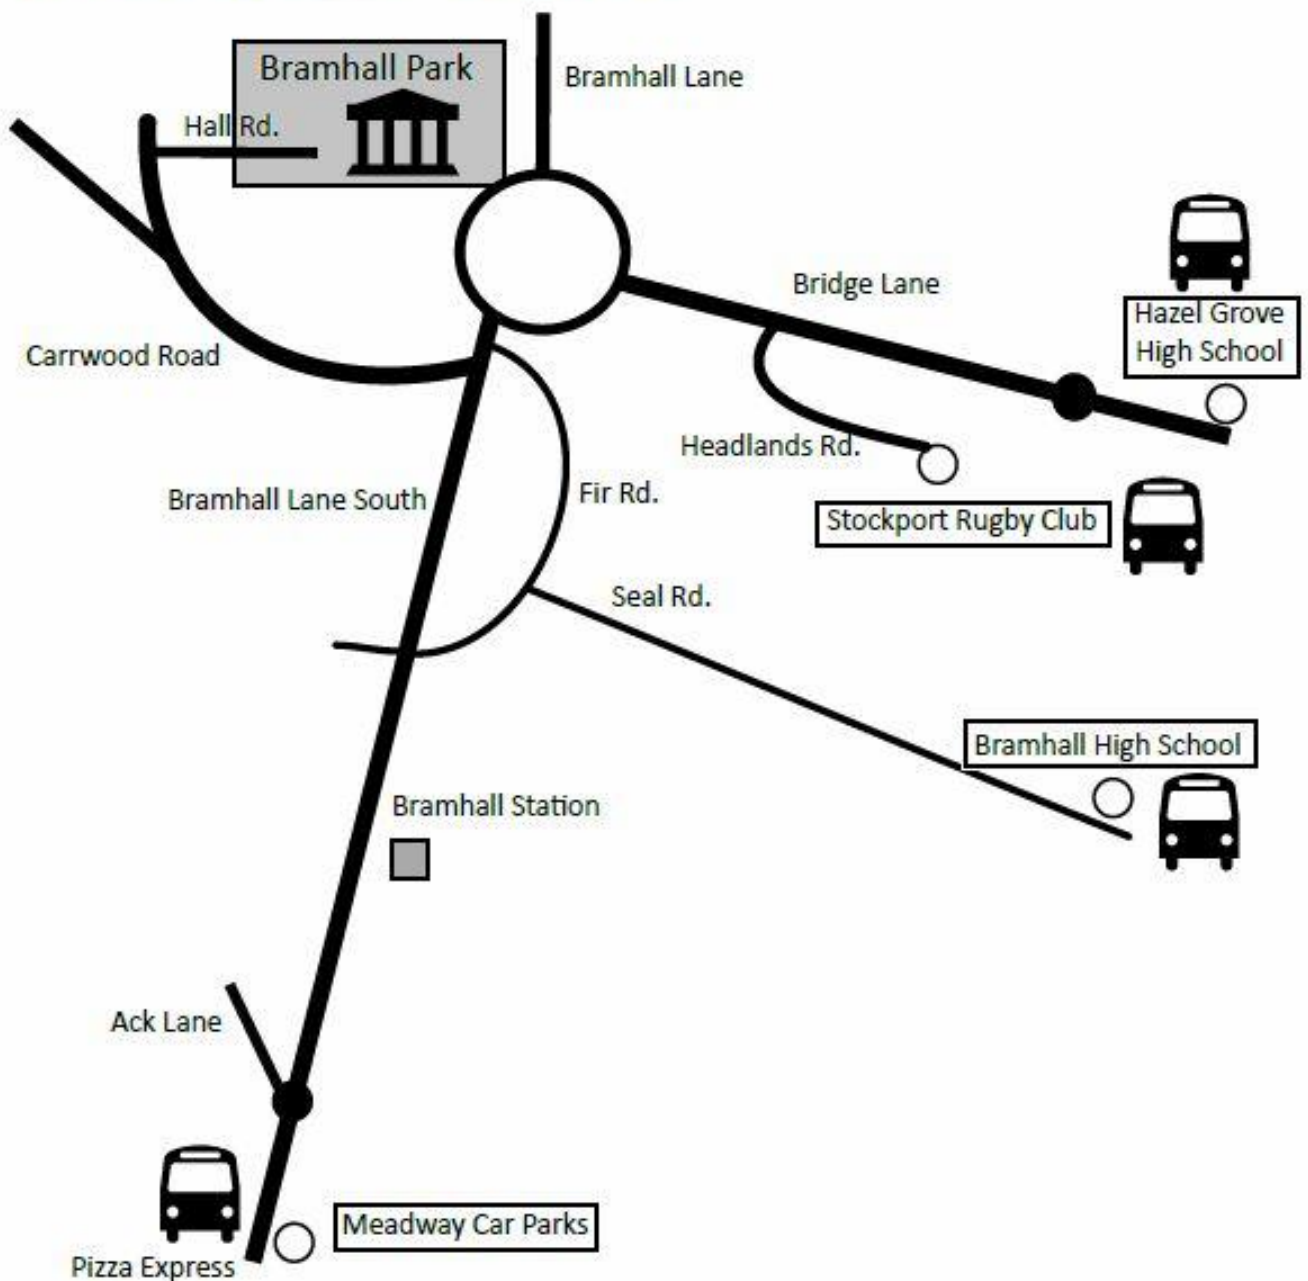 Bramhall Park
Bramhall Lane
Hall Rd.
Bridge Lane
Hazel Grove
High School
Carrwood Road
Headlands Rd.
Bramhall Lane South
Fir Rd.
Stockport Rugby Club
Seal Rd.
Bramhall High School
Bramhall Station
Ack Lane
Meadway Car Parks
Pizza Express